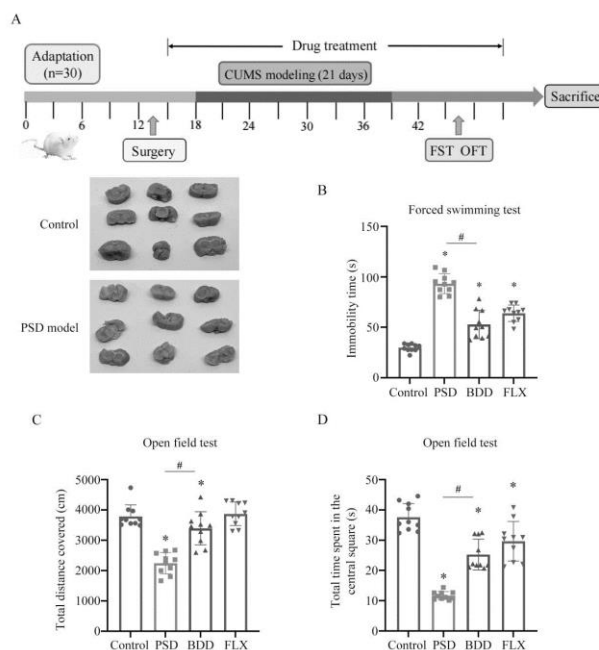 A
Drug treatment
Adaptation
(n=30)
CUMS modeling (21 days)
Sacrifice
0 6 12 18 24 30 36 42
Surgery
FST OFT
Control
PSD model
B
Forced swimming test
#
*
*
*
Immobility time (s)
150
100
50
0
Control PSD BDD FLX
C
Open field test
#
*
*
Total distance covered (cm)
5000
4000
3000
2000
1000
0
Control PSD BDD FLX
D
Open field test
#
*
*
*
Total time spent in the
central square (s)
50
40
30
20
10
0
Control PSD BDD FLX